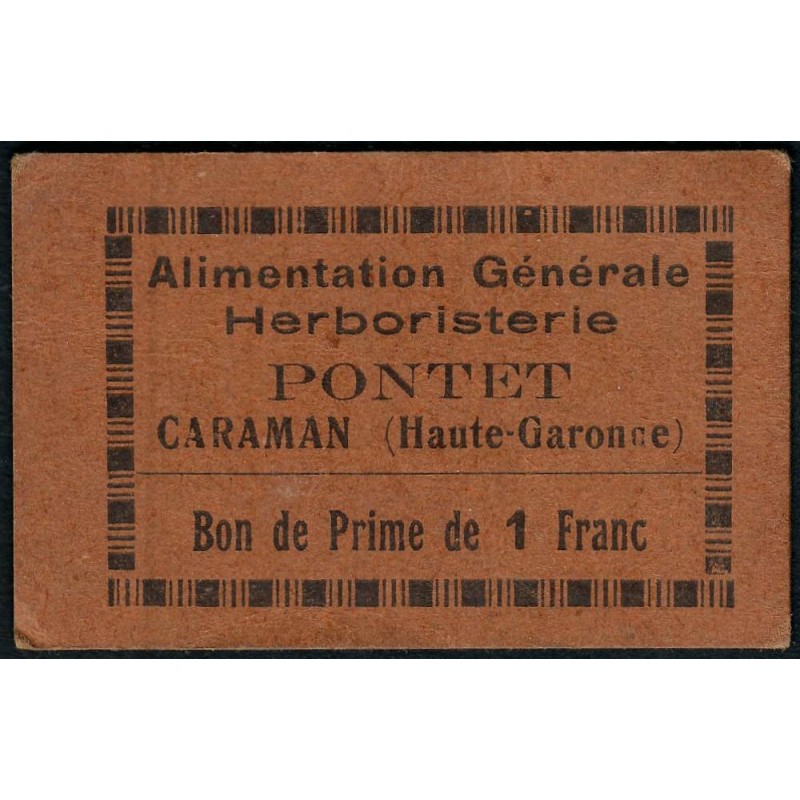 Alimentation Générale
Herboristerie
PONTET
CARAMAN (Haute-Garonne)
Bon de Prime de 1 Franc